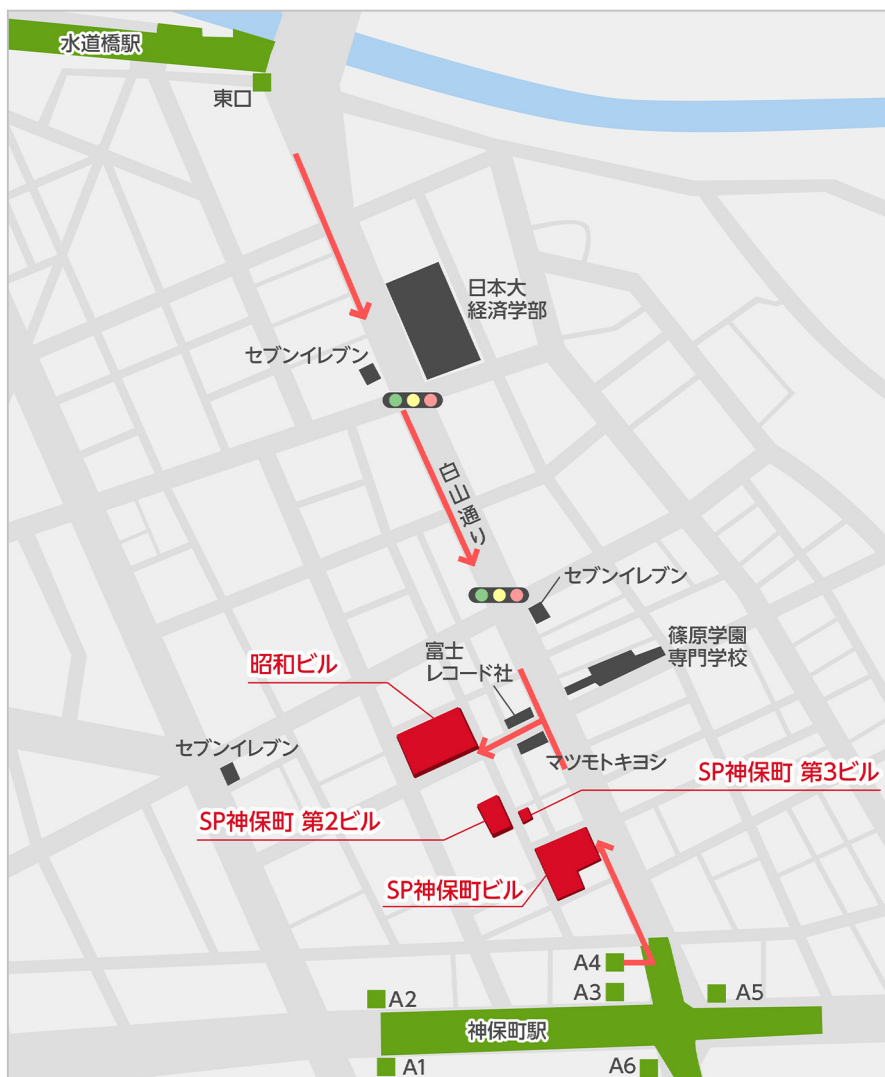 水道橋駅
東口
日本大
経済学部
セブンイレブン
白山通り
セブンイレブン
篠原学園
専門学校
富士
レコード社
昭和ビル
セブンイレブン
マツモトキヨシ
SP神保町 第3ビル
SP神保町 第2ビル
SP神保町ビル
A4
A3
A5
A2
神保町駅
A1
A6